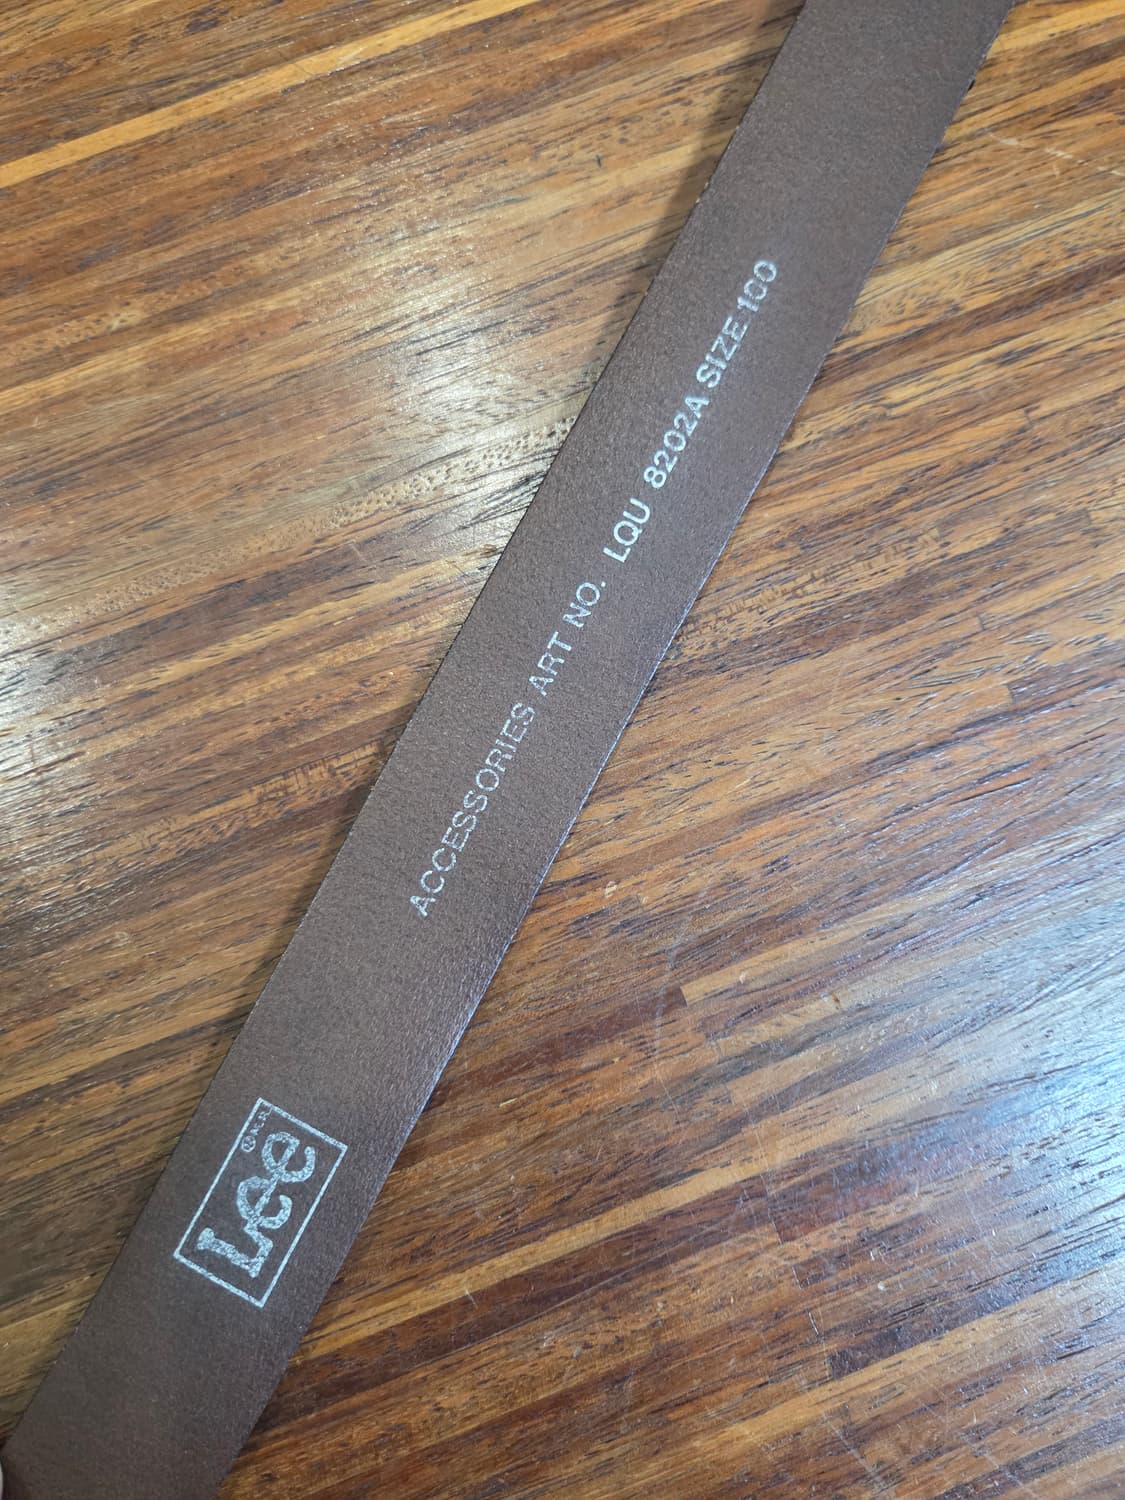 Lee
ACCESSORIES ART NO. LQU 8202A SIZE:100